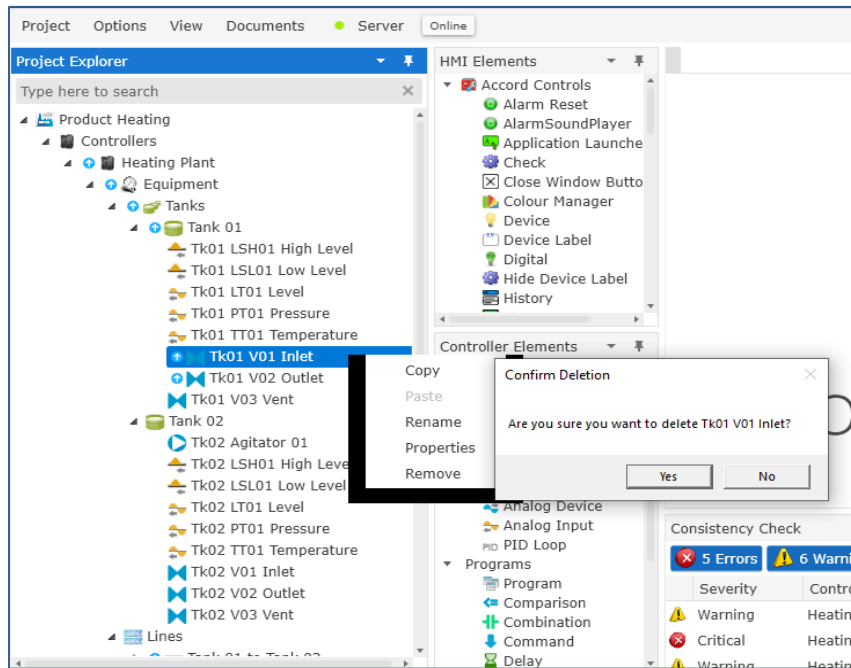 Project Options View Documents Server Online
Project Explorer
Type here to search
Product Heating
Controllers
Heating Plant
Equipment
Tanks
Tank 01
Tk01 LSH01 High Level
Tk01 LSL01 Low Level
Tk01 LT01 Level
Tk01 PT01 Pressure
Tk01 TT01 Temperature
Tk01 V01 Inlet
Tk01 V02 Outlet
Tk01 V03 Vent
Tank 02
Tk02 Agitator 01
Tk02 LSH01 High Leve
Tk02 LSL01 Low Level
Tk02 LT01 Level
Tk02 PT01 Pressure
Tk02 TT01 Temperature
Tk02 V01 Inlet
Tk02 V02 Outlet
Tk02 V03 Vent
Lines
HMI Elements
Accord Controls
Alarm Reset
AlarmSoundPlayer
Application Launche
Check
Close Window Butto
Colour Manager
Device
Device Label
Digital
Hide Device Label
History
Controller Elements
Copy
Paste
Rename
Properties
Remove
Confirm Deletion
Are you sure you want to delete Tk01 V01 Inlet?
Yes No
Analog Device
Analog Input
PID PID Loop
Programs
Program
Comparison
Combination
Command
Delay
Consistency Check
5 Errors 6 Warni
Severity Contro
Warning Heatin
Critical Heatin
Warning Heatin